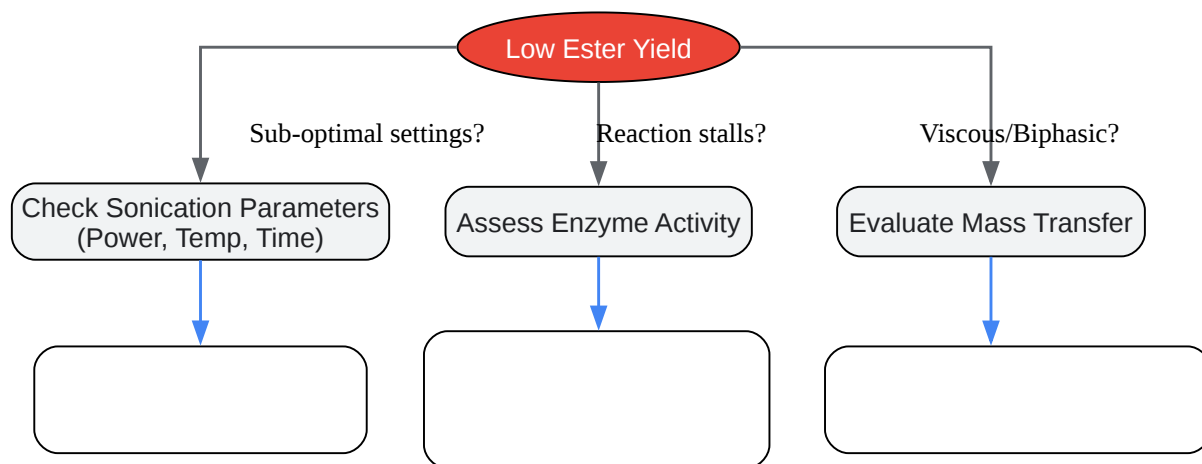 Low Ester Yield
Sub-optimal settings?
Reaction stalls?
Viscous/Biphasic?
Check Sonication Parameters
(Power, Temp, Time)
Assess Enzyme Activity
Evaluate Mass Transfer